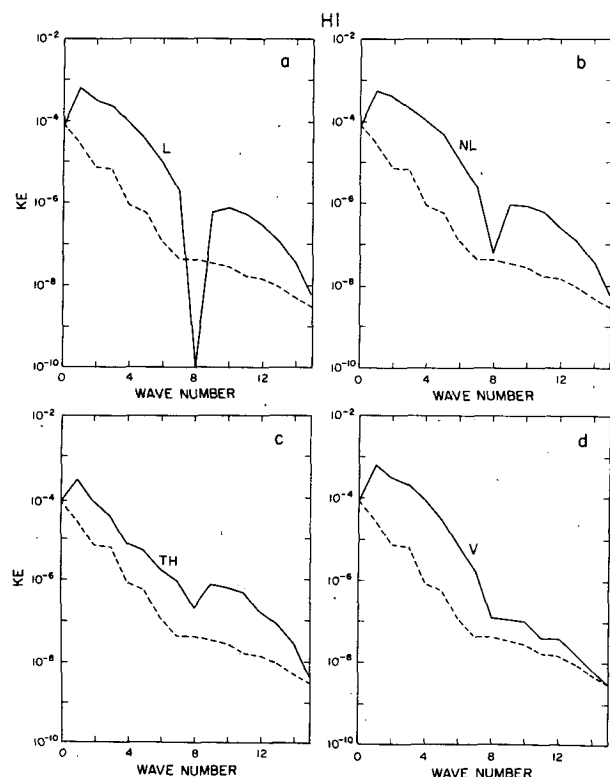 HI
10⁻²
10⁻⁴
10⁻⁶
10⁻⁸
10⁻¹⁰
KE
a
L
0 4 8 12
WAVE NUMBER
10⁻²
10⁻⁴
10⁻⁶
10⁻⁸
10⁻¹⁰
b
NL
0 4 8 12
WAVE NUMBER
10⁻²
10⁻⁴
10⁻⁶
10⁻⁸
10⁻¹⁰
KE
c
TH
0 4 8 12
WAVE NUMBER
10⁻²
10⁻⁴
10⁻⁶
10⁻⁸
10⁻¹⁰
d
V
0 4 8 12
WAVE NUMBER